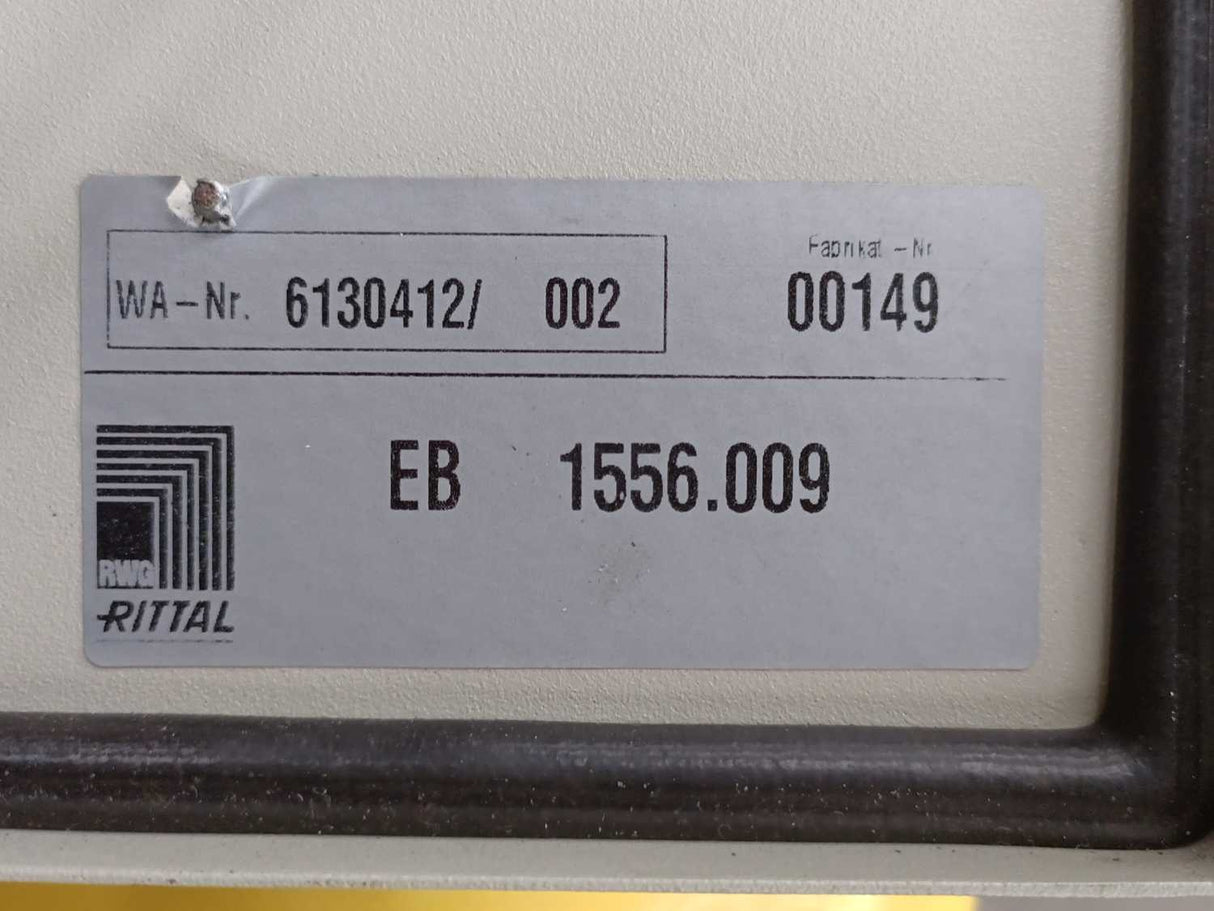 Fabrikat - Nr
WA-Nr. 6130412/ 002 00149
EB 1556.009
RWG
RITTAL